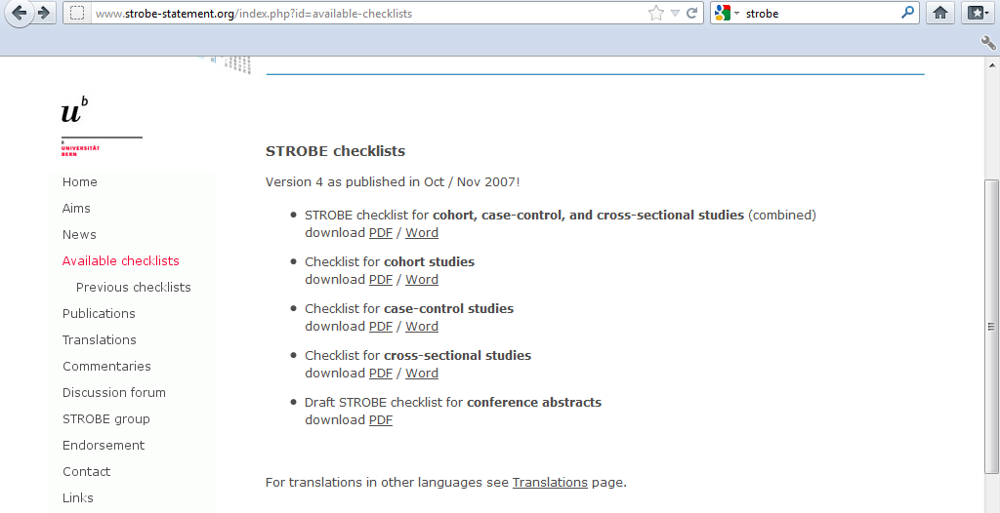 www.strobe-statement.org/index.php?id=available-checklists
strobe
u b
b
UNIVERSITÄT
BERN
Home
Aims
News
Available checklists
Previous checklists
Publications
Translations
Commentaries
Discussion forum
STROBE group
Endorsement
Contact
Links
STROBE checklists
Version 4 as published in Oct / Nov 2007!
• STROBE checklist for cohort, case-control, and cross-sectional studies (combined)
download PDF / Word
• Checklist for cohort studies
download PDF / Word
• Checklist for case-control studies
download PDF / Word
• Checklist for cross-sectional studies
download PDF / Word
• Draft STROBE checklist for conference abstracts
download PDF
For translations in other languages see Translations page.